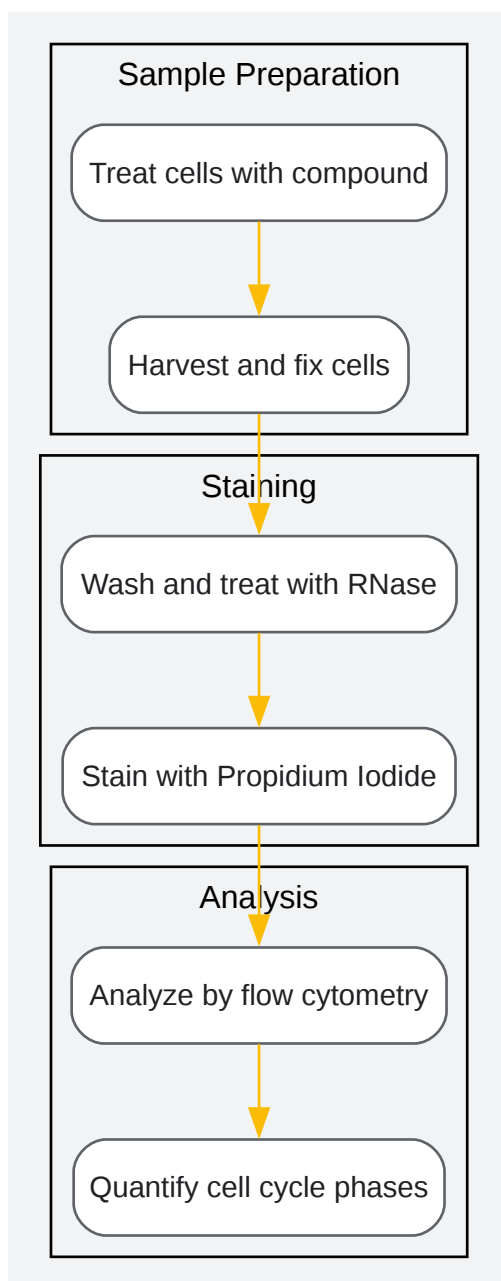 Sample Preparation
Treat cells with compound
Harvest and fix cells
Staining
Wash and treat with RNase
Stain with Propidium Iodide
Analysis
Analyze by flow cytometry
Quantify cell cycle phases